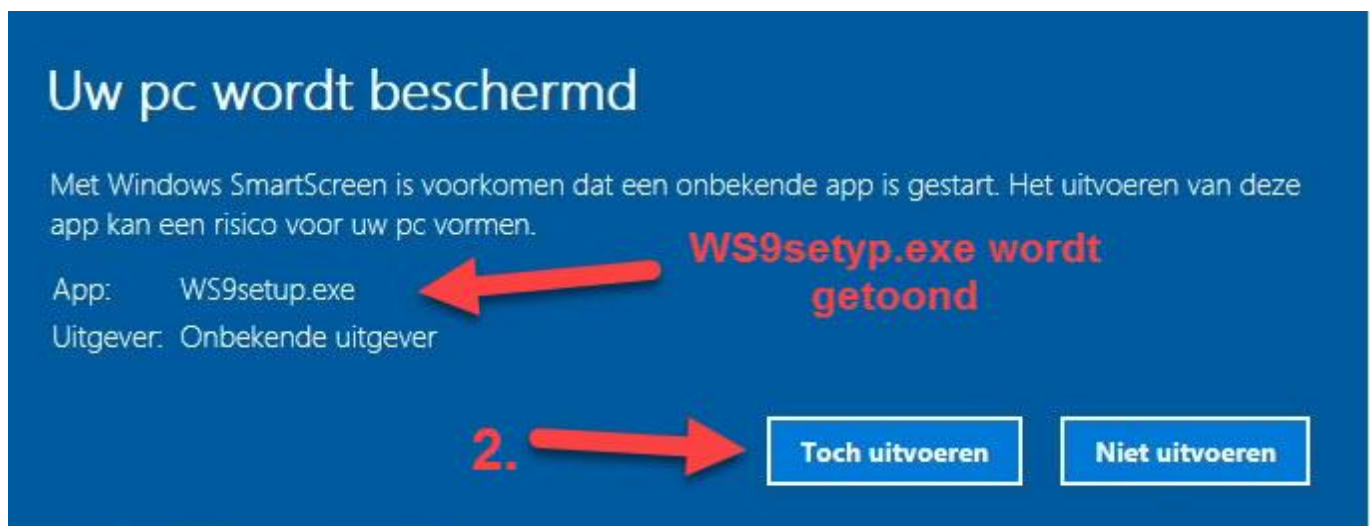 Uw pc wordt beschermd
Met Windows SmartScreen is voorkomen dat een onbekende app is gestart. Het uitvoeren van deze
app kan een risico voor uw pc vormen.
WS9setyp.exe wordt
getoond
App: WS9setup.exe
Uitgever: Onbekende uitgever
2.
Toch uitvoeren
Niet uitvoeren